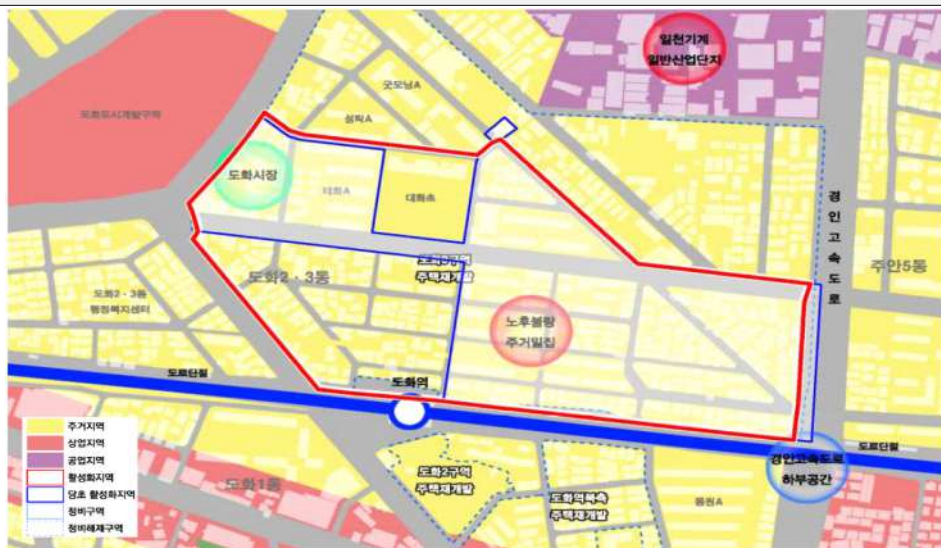 일천기계
일반산업단지
굿모닝A
도화도시개발구역
성락A
도화시장
태화A
대화초
경인고속도로
도화2·3동
주택재개발
주안5동
도화2·3동
행정복지센터
노후불량
주거밀집
도로단절
도화역
주거지역
상업지역
공업지역
활성화지역
당초 활성화지역
정비구역
정비해제구역
도화1동
도화2구역
주택재개발
도화역북측
주택재개발
풍원A
도로단절
경인고속도로
하부공간